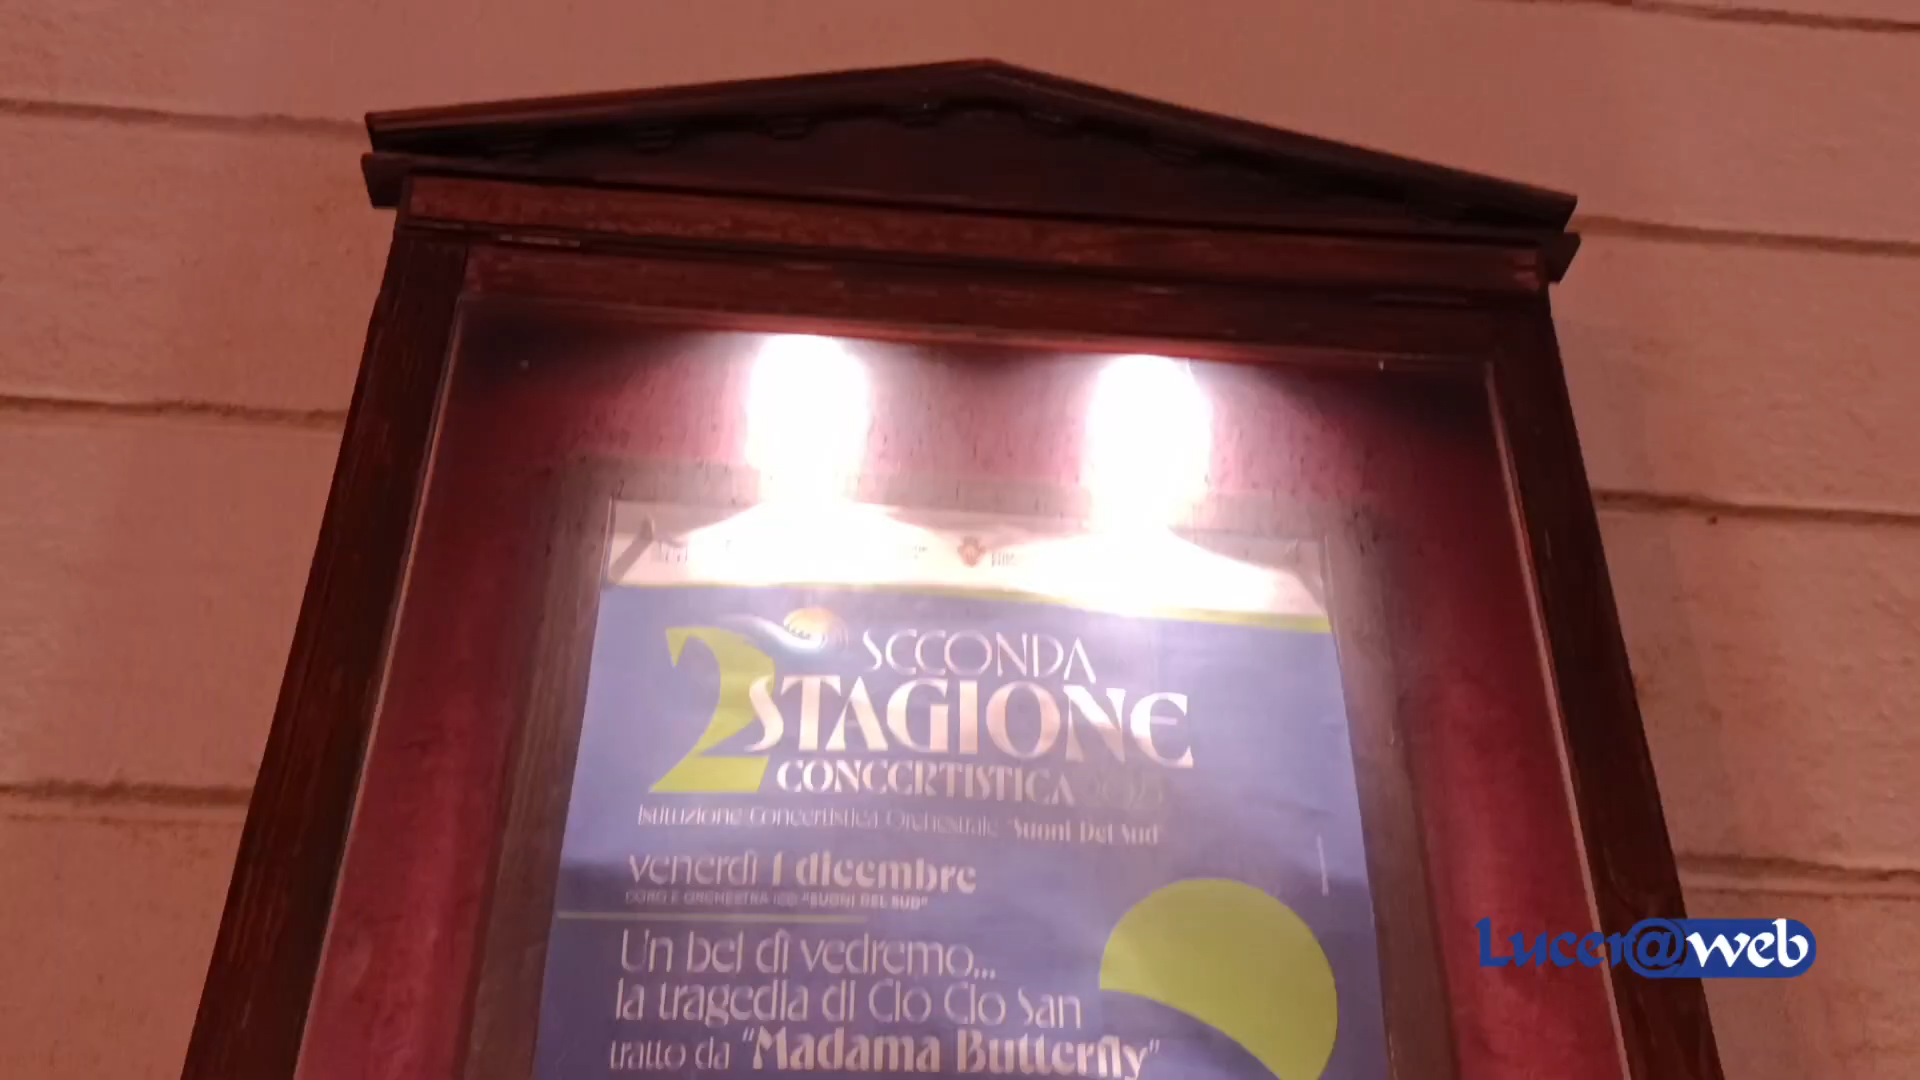 2 SECONDA
STAGIONE
CONCERTISTICA
Istituzione Concertistica Orchestrale "Suoni Del Sud"
venerdì 1 dicembre
CORO E ORCHESTRA ICO "SUONI DEL SUD"
Un bel dì vedremo...
la tragedia di Cio Cio San
tratto da "Madama Butterfly"
Lucer@web